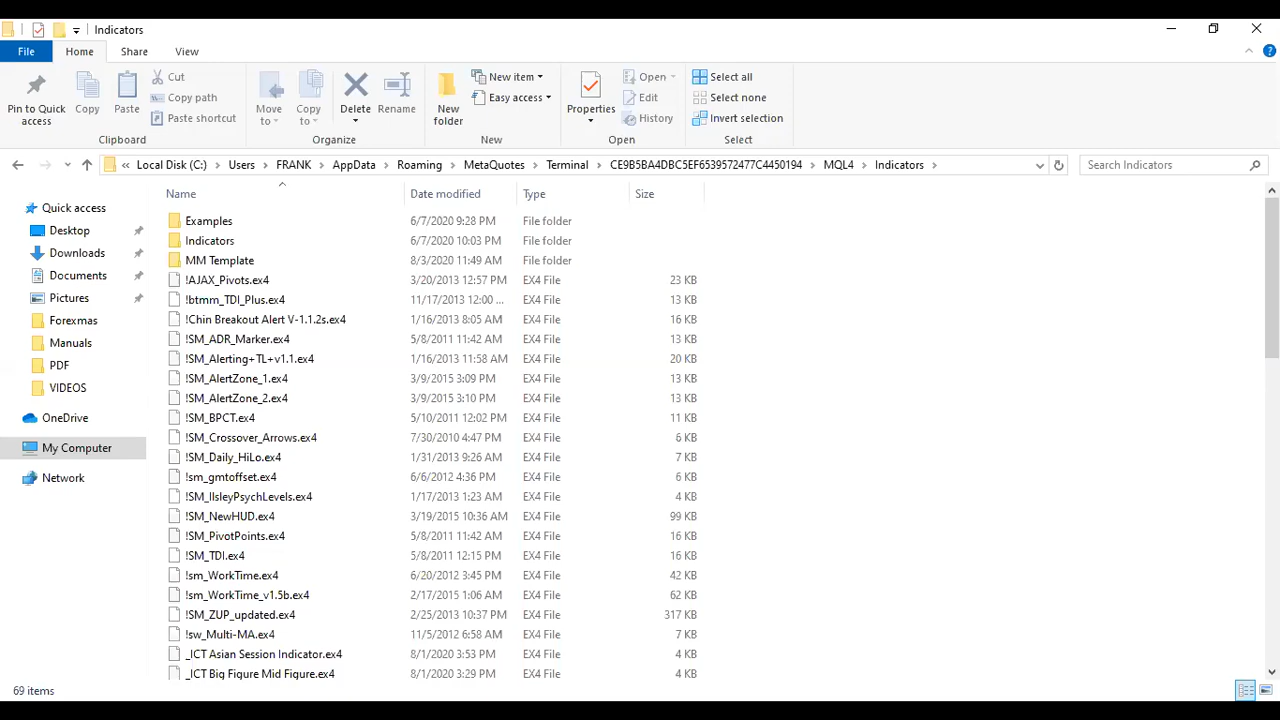 Indicators
File Home Share View
Pin to Quick access
Copy
Paste
Cut
Copy path
Paste shortcut
Clipboard
Move to
Copy to
Delete
Rename
Organize
New folder
New item
Easy access
New
Properties
Open
Edit
History
Open
Select all
Select none
Invert selection
Select
« Local Disk (C:) > Users > FRANK > AppData > Roaming > MetaQuotes > Terminal > CE9B5BA4DBC5EF6539572477C4450194 > MQL4 > Indicators >
Search Indicators
Quick access
Desktop
Downloads
Documents
Pictures
Forexmas
Manuals
PDF
VIDEOS
OneDrive
My Computer
Network
Name Date modified Type Size
Examples 6/7/2020 9:28 PM File folder
Indicators 6/7/2020 10:03 PM File folder
MM Template 8/3/2020 11:49 AM File folder
!AJAX_Pivots.ex4 3/20/2013 12:57 PM EX4 File 23 KB
!btmm_TDI_Plus.ex4 11/17/2013 12:00 ... EX4 File 13 KB
!Chin Breakout Alert V-1.1.2s.ex4 1/16/2013 8:05 AM EX4 File 16 KB
!SM_ADR_Marker.ex4 5/8/2011 11:42 AM EX4 File 13 KB
!SM_Alerting+TL+v1.1.ex4 1/16/2013 11:58 AM EX4 File 20 KB
!SM_AlertZone_1.ex4 3/9/2015 3:09 PM EX4 File 13 KB
!SM_AlertZone_2.ex4 3/9/2015 3:10 PM EX4 File 13 KB
!SM_BPCT.ex4 5/10/2011 12:02 PM EX4 File 11 KB
!SM_Crossover_Arrows.ex4 7/30/2010 4:47 PM EX4 File 6 KB
!SM_Daily_HiLo.ex4 1/31/2013 9:26 AM EX4 File 7 KB
!sm_gmtoffset.ex4 6/6/2012 4:36 PM EX4 File 6 KB
!SM_IlsleyPsychLevels.ex4 1/17/2013 1:23 AM EX4 File 4 KB
!SM_NewHUD.ex4 3/19/2015 10:36 AM EX4 File 99 KB
!SM_PivotPoints.ex4 5/8/2011 11:42 AM EX4 File 16 KB
!SM_TDI.ex4 5/8/2011 12:15 PM EX4 File 16 KB
!sm_WorkTime.ex4 6/20/2012 3:45 PM EX4 File 42 KB
!sm_WorkTime_v1.5b.ex4 2/17/2015 1:06 AM EX4 File 62 KB
!SM_ZUP_updated.ex4 2/25/2013 10:37 PM EX4 File 317 KB
!sw_Multi-MA.ex4 11/5/2012 6:58 AM EX4 File 7 KB
_ICT Asian Session Indicator.ex4 8/1/2020 3:53 PM EX4 File 4 KB
_ICT Big Figure Mid Figure.ex4 8/1/2020 3:29 PM EX4 File 4 KB
69 items